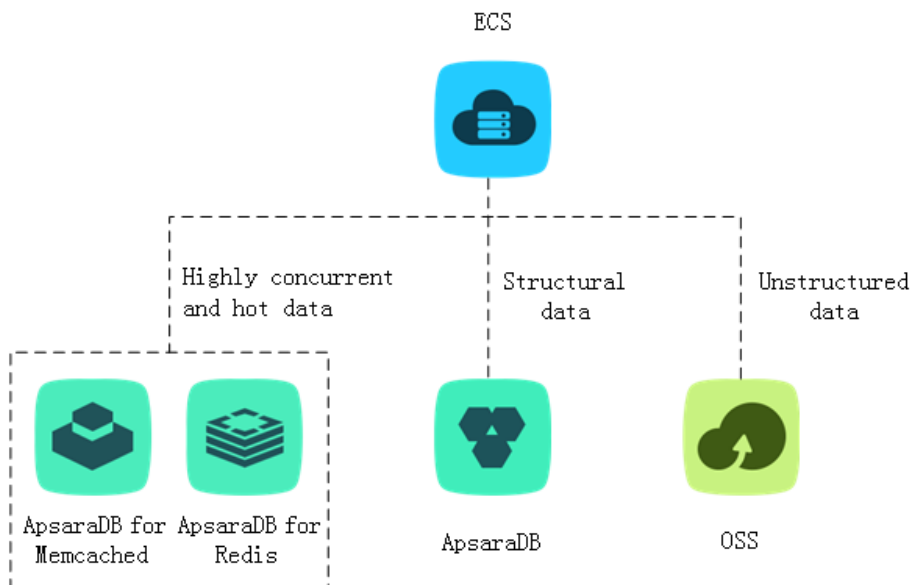 ECS
Highly concurrent
and hot data
Structural
data
Unstructured
data
ApsaraDB for
Memcached
ApsaraDB for
Redis
ApsaraDB
OSS